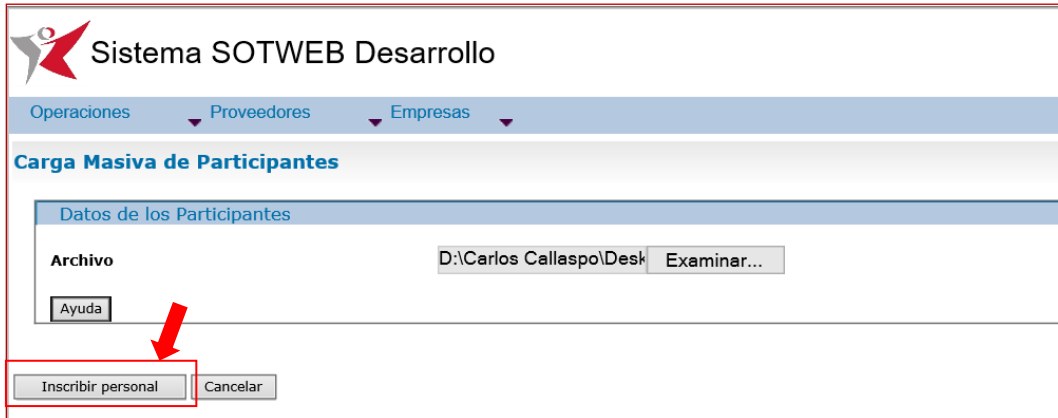 Sistema SOTWEB Desarrollo
Operaciones Proveedores Empresas
Carga Masiva de Participantes
Datos de los Participantes
Archivo D:\Carlos Callaspo\Desk Examinar...
Ayuda
Inscribir personal Cancelar